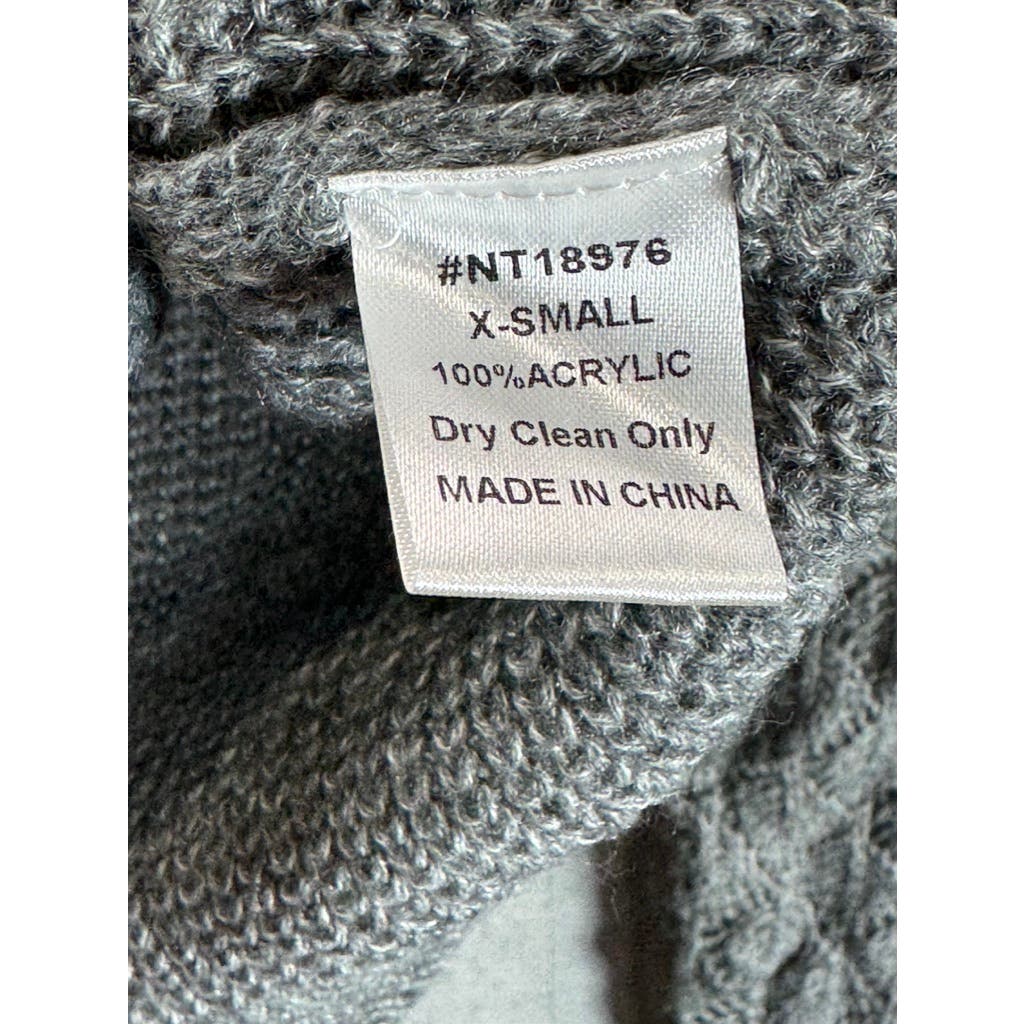 #NT18976
X-SMALL
100%ACRYLIC
Dry Clean Only
MADE IN CHINA